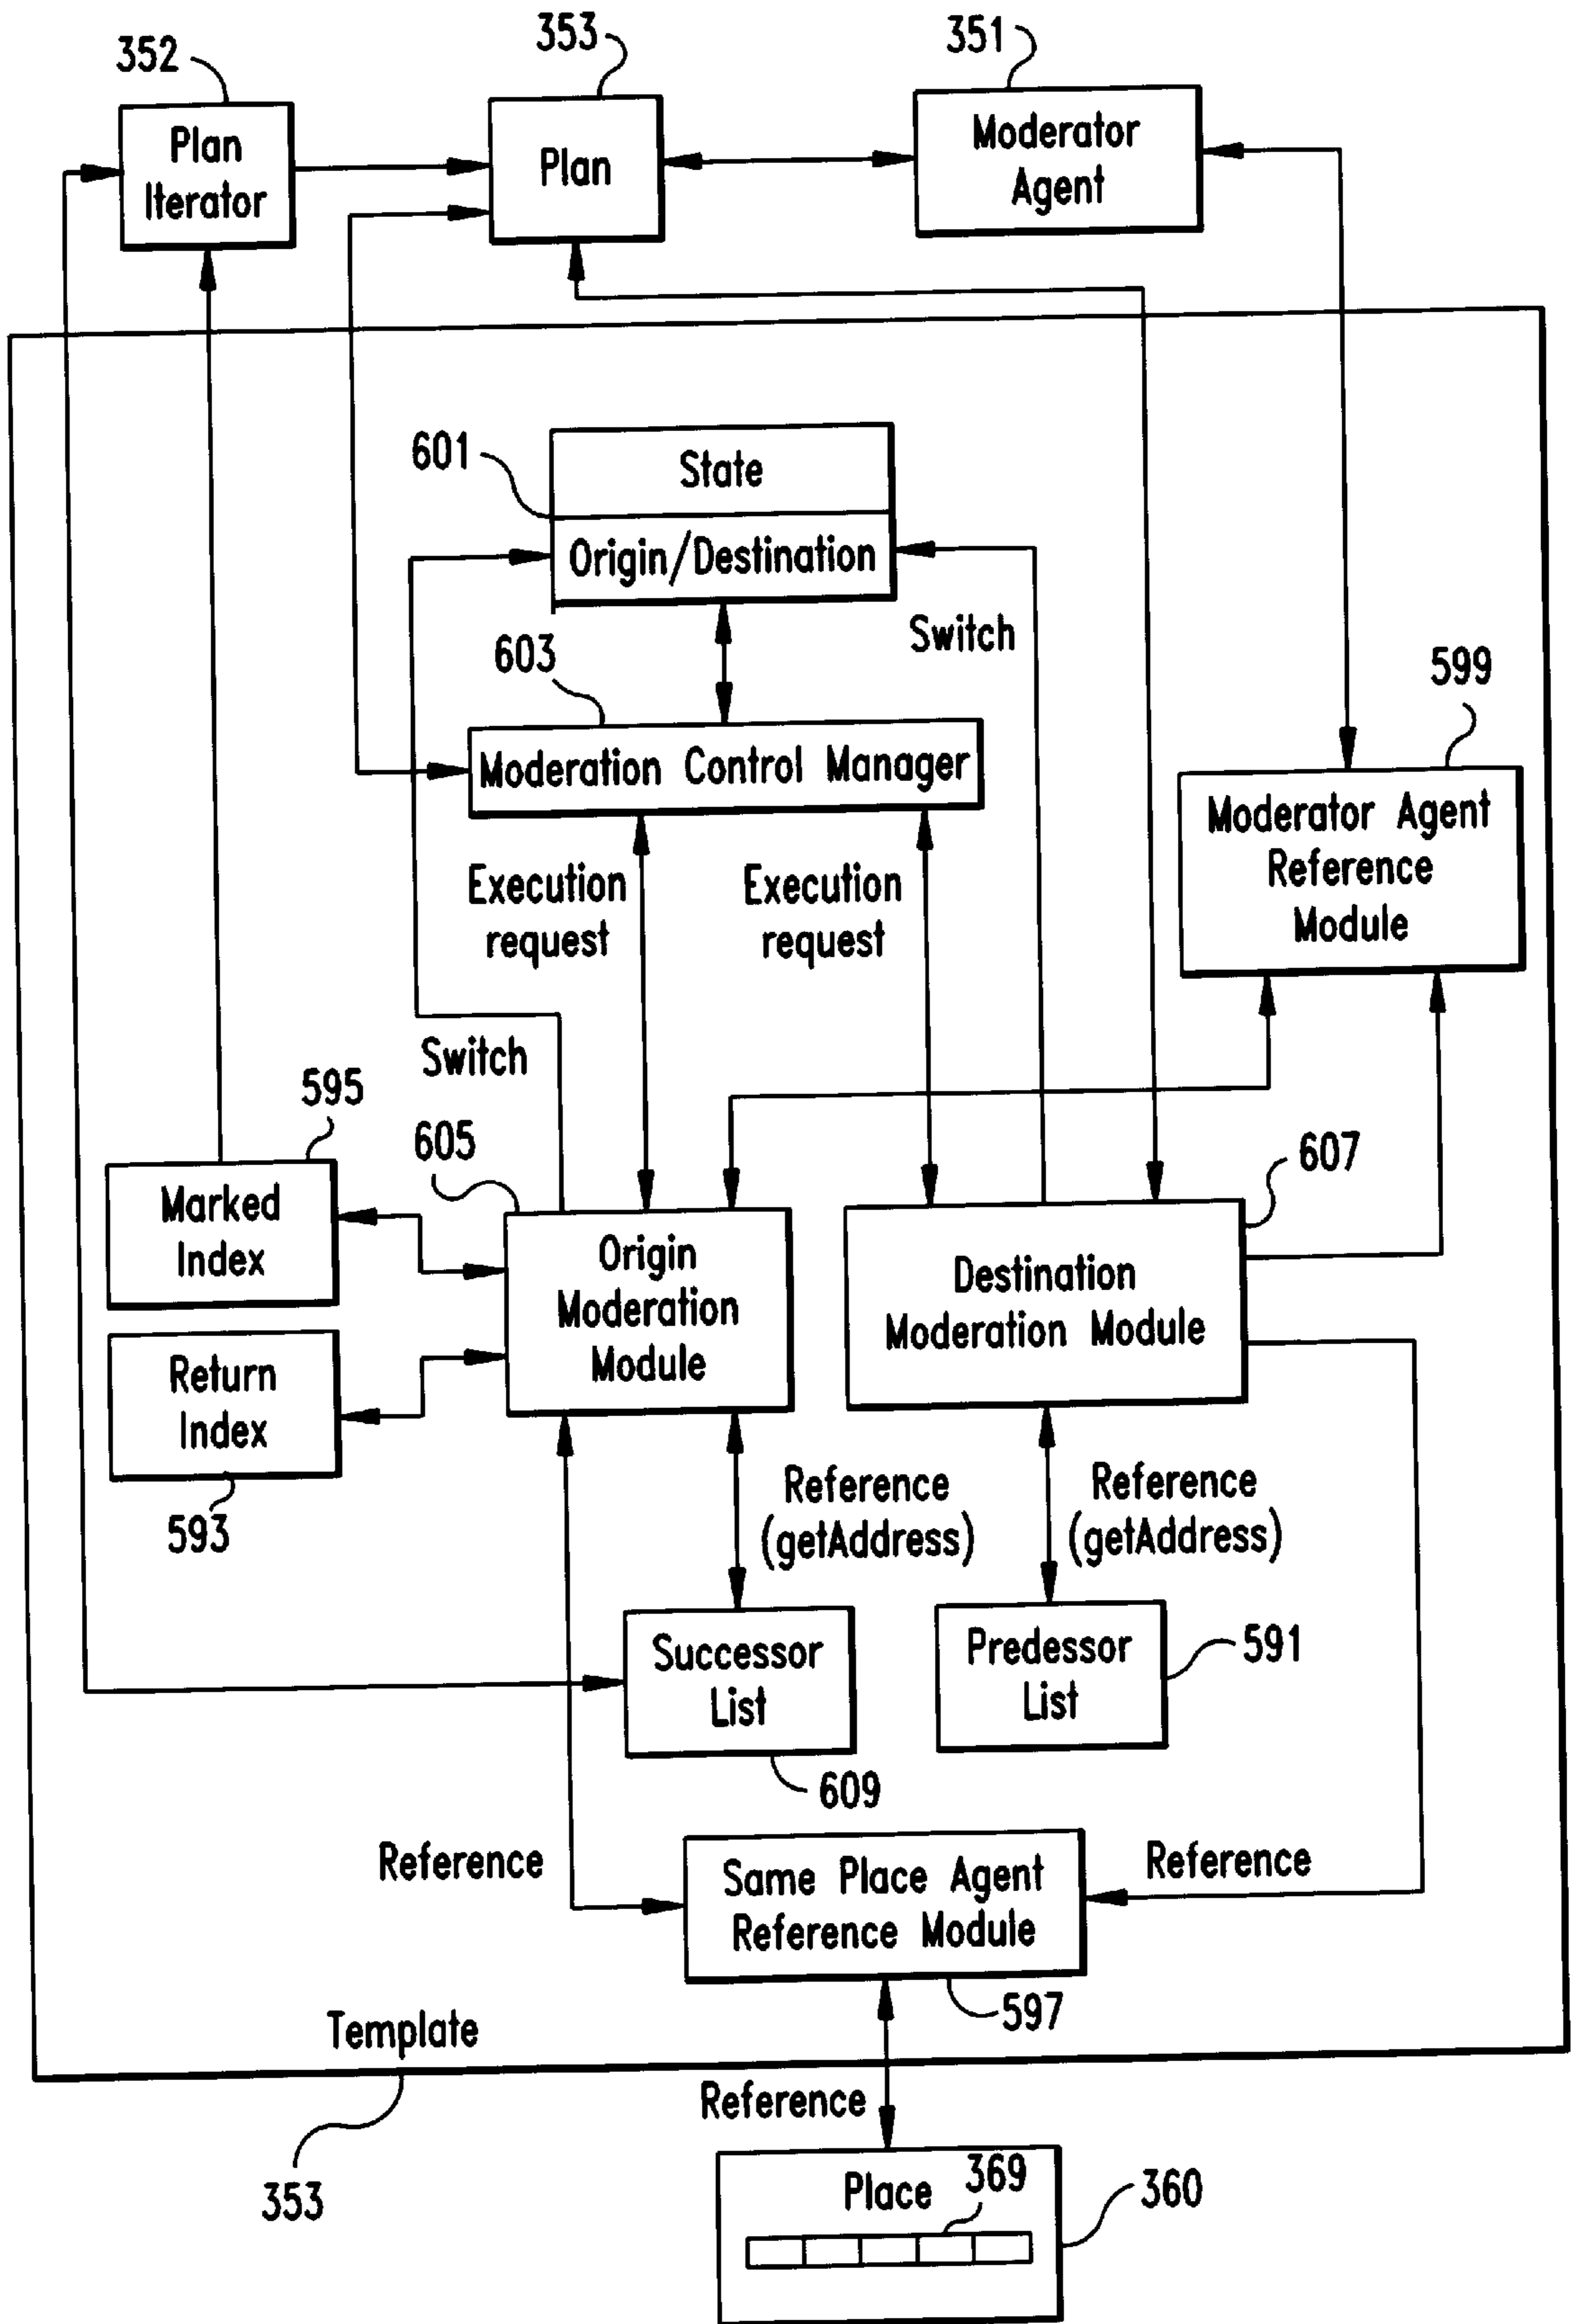 352
353
351
Plan
Iterator
Plan
Moderator
Agent
601
State
Origin/Destination
Switch
603
599
Moderation Control Manager
Moderator Agent
Reference
Module
Execution
request
Execution
request
Switch
595
605
607
Marked
Index
Origin
Moderation
Module
Destination
Moderation Module
Return
Index
593
Reference
(getAddress)
Reference
(getAddress)
Successor
List
Predessor
List
591
609
Reference
Same Place Agent
Reference Module
Reference
597
Template
353
Reference
Place
369
360